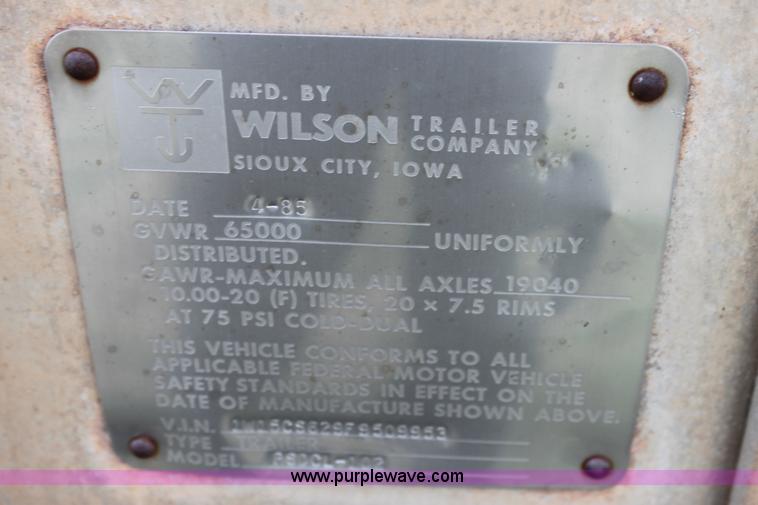 MFD. BY
WILSON TRAILER COMPANY
SIOUX CITY, IOWA
DATE 4-85
GVWR 65000 UNIFORMLY
DISTRIBUTED.
GAWR-MAXIMUM ALL AXLES 19040
10.00-20 (F) TIRES, 20 × 7.5 RIMS
AT 75 PSI COLD-DUAL
THIS VEHICLE CONFORMS TO ALL
APPLICABLE FEDERAL MOTOR VEHICLE
SAFETY STANDARDS IN EFFECT ON THE
DATE OF MANUFACTURE SHOWN ABOVE.
V.I.N.
TYPE TRAILER
MODEL
www.purplewave.com